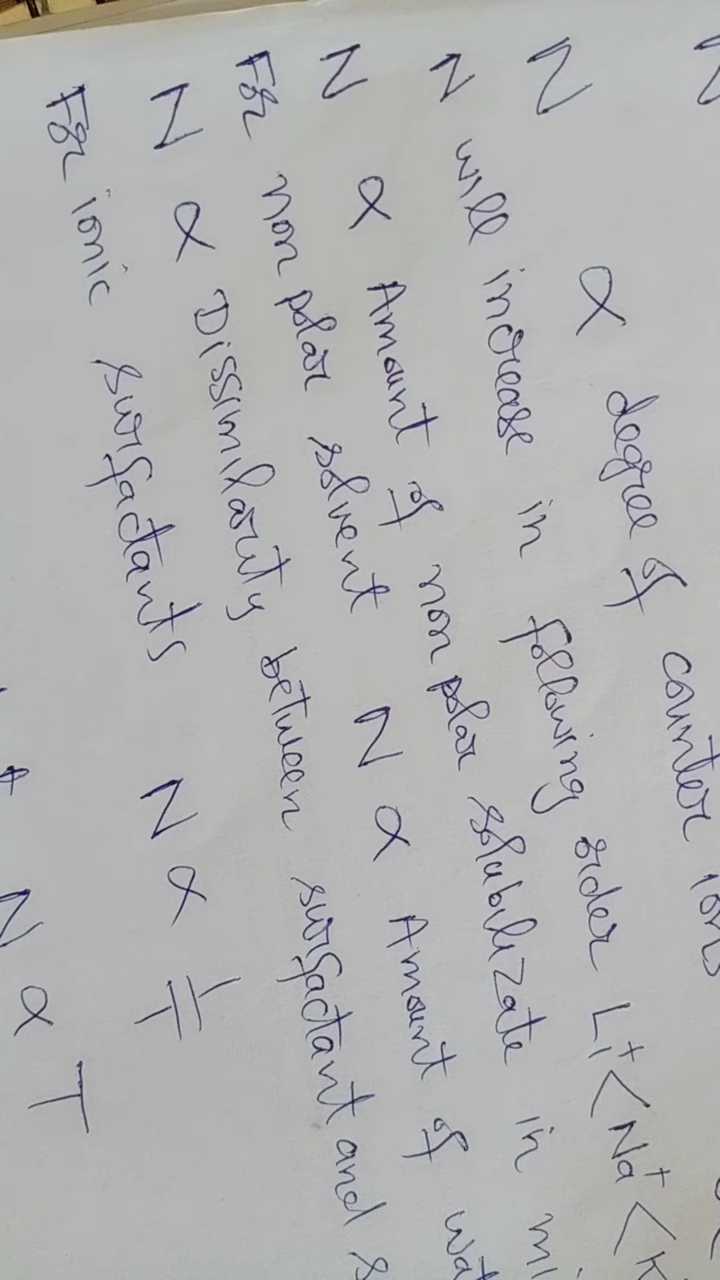 N
N ∝ degree of counter ions
N will increase in following order Li⁺ < Na⁺ < K
N ∝ Amount of non polar solubilizate in mi
For non polar solvent N ∝ Amount of wat
N ∝ Dissimilarity between surfactant and s
For ionic surfactants N ∝ 1/T
N ∝ T